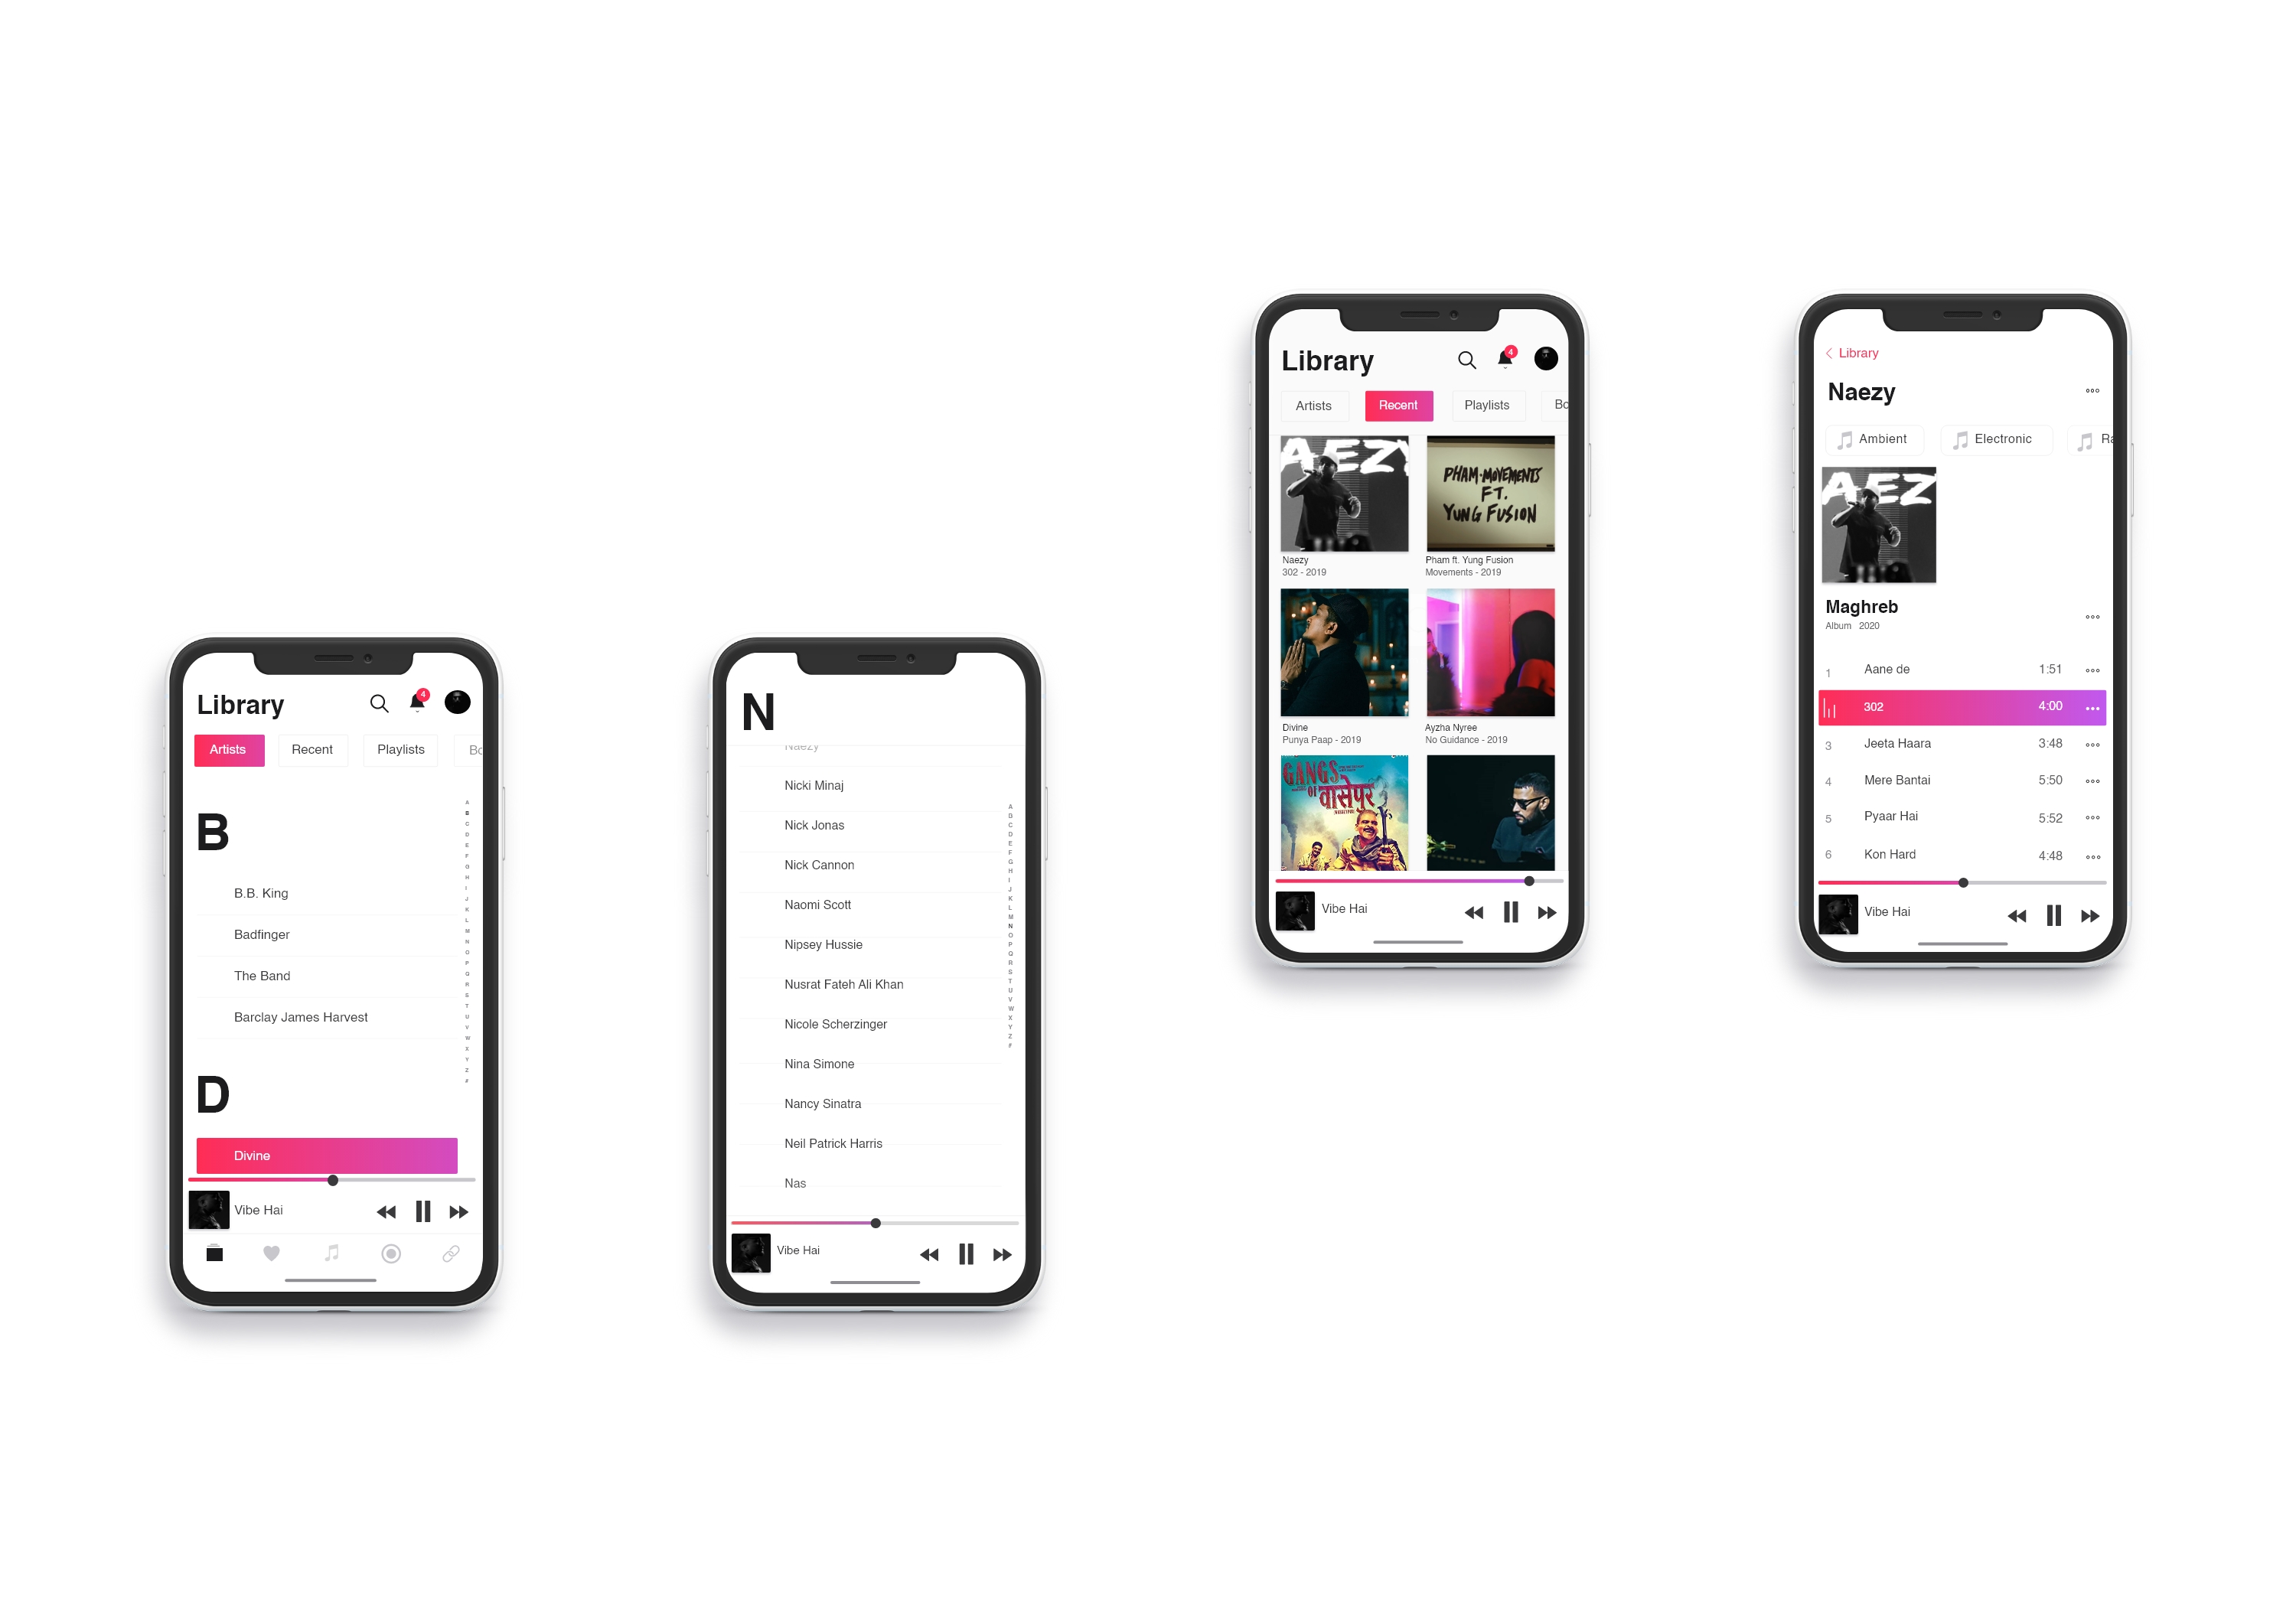 Library
4
Artists
Recent
Playlists
Bo
B
B.B. King
Badfinger
The Band
Barclay James Harvest
D
Divine
A
B
C
D
E
F
G
H
I
J
K
L
M
N
O
P
Q
R
S
T
U
V
W
X
Y
Z
#
Vibe Hai
N
Naezy
Nicki Minaj
Nick Jonas
Nick Cannon
Naomi Scott
Nipsey Hussie
Nusrat Fateh Ali Khan
Nicole Scherzinger
Nina Simone
Nancy Sinatra
Neil Patrick Harris
Nas
A
D
C
D
E
F
G
H
I
J
K
L
M
N
O
P
Q
R
S
T
U
V
W
X
Y
Z
#
Vibe Hai
Library
4
Artists
Recent
Playlists
Bo
AEZY
PHAM-MOVEMENTS
FT.
YUNG FUSION
Naezy
302 - 2019
Pham ft. Yung Fusion
Movements - 2019
Divine
Punya Paap - 2019
Ayzha Nyree
No Guidance - 2019
GANGS
OF वासेपुर
Vibe Hai
Library
Naezy
Ambient
Electronic
Ra
AEZ
Maghreb
Album 2020
1 Aane de 1:51
302 4:00
3 Jeeta Haara 3:48
4 Mere Bantai 5:50
5 Pyaar Hai 5:52
6 Kon Hard 4:48
Vibe Hai